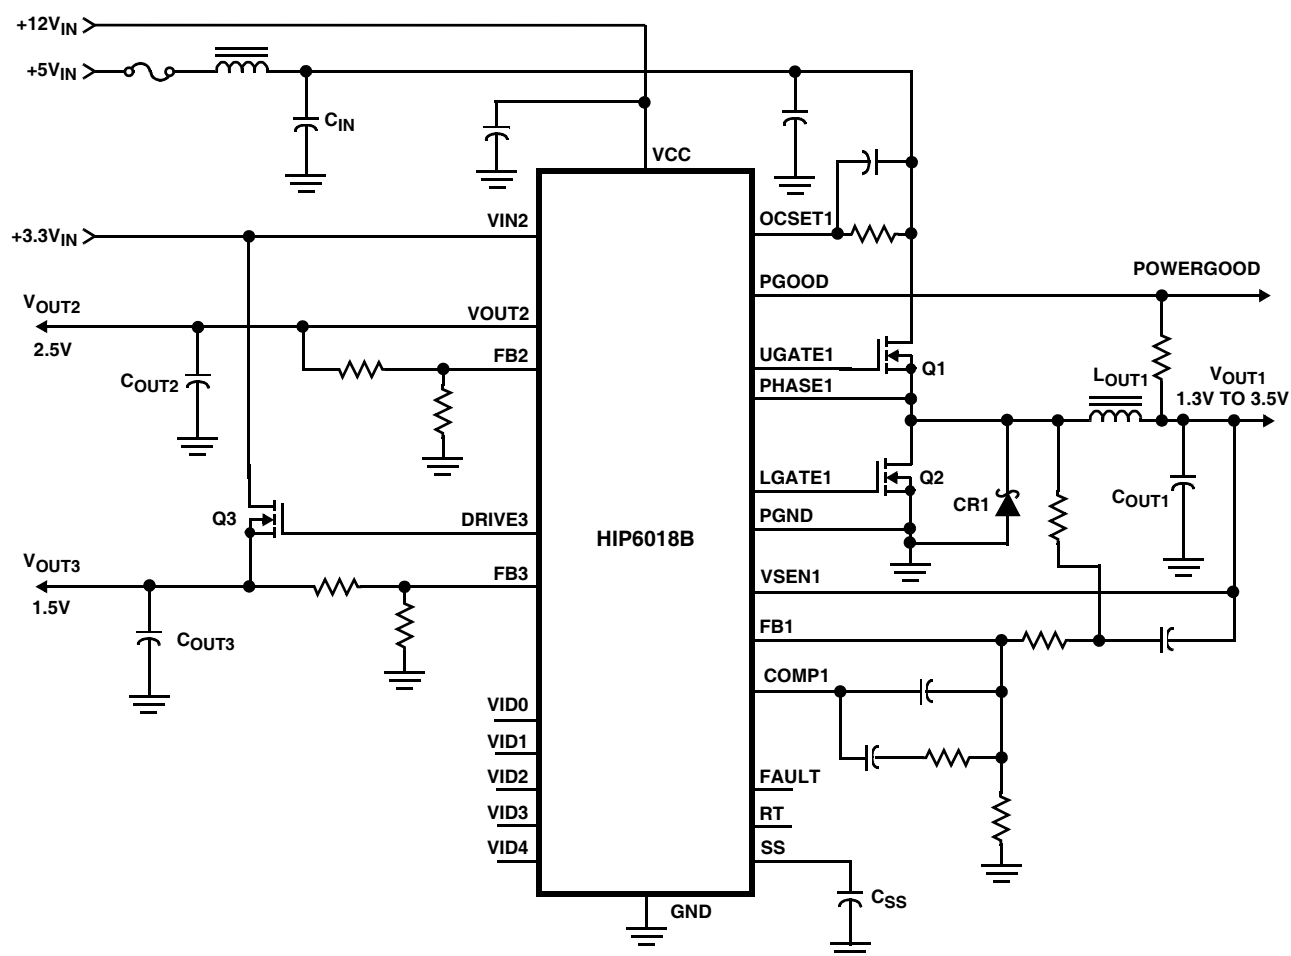 +12VIN
+5VIN
CIN
VCC
+3.3VIN
VIN2
OCSET1
PGOOD
POWERGOOD
VOUT2
2.5V
VOUT2
FB2
COUT2
UGATE1
PHASE1
Q1
LOUT1
VOUT1
1.3V TO 3.5V
LGATE1
Q2
CR1
COUT1
PGND
Q3
DRIVE3
HIP6018B
VOUT3
1.5V
FB3
COUT3
VSEN1
FB1
COMP1
VID0
VID1
VID2
VID3
VID4
FAULT
RT
SS
CSS
GND